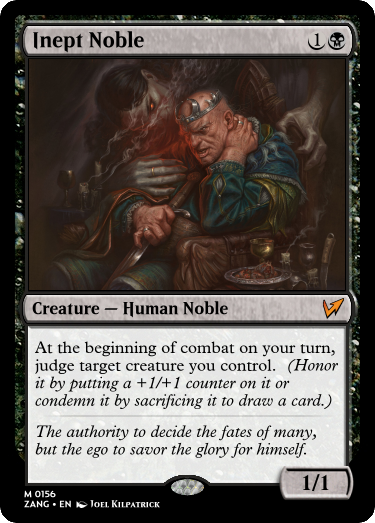 Inept Noble 1
Creature — Human Noble
At the beginning of combat on your turn,
judge target creature you control. (Honor
it by putting a +1/+1 counter on it or
condemn it by sacrificing it to draw a card.)
The authority to decide the fates of many,
but the ego to savor the glory for himself.
1/1
M 0156
ZANG • EN Joel Kilpatrick